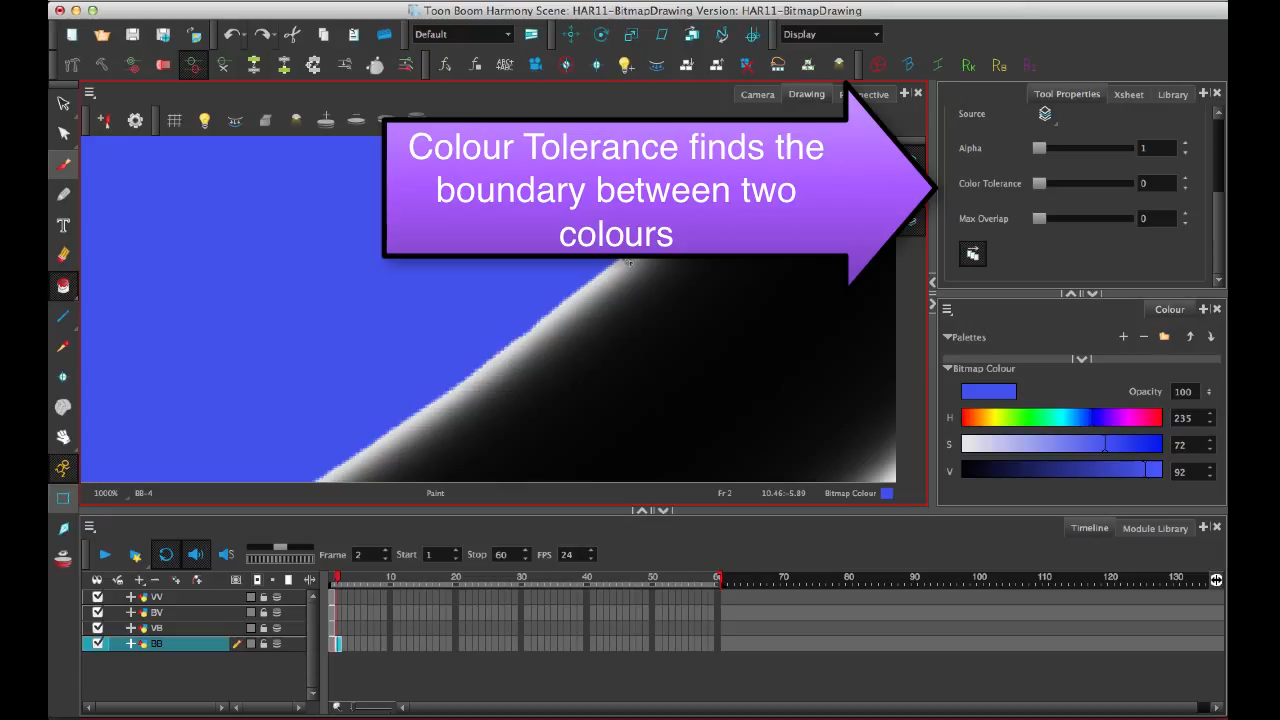 Toon Boom Harmony Scene: HAR11-BitmapDrawing Version: HAR11-BitmapDrawing
Default
Display
Camera
Drawing
Tool Properties
Xsheet
Library
Colour Tolerance finds the
boundary between two
colours
Source
Alpha
1
Color Tolerance
0
Max Overlap
0
Colour
Palettes
Bitmap Colour
Opacity
100
H
235
S
72
V
92
1000%
BB-4
Paint
Fr 2
10.46:-5.89
Bitmap Colour
Timeline
Module Library
Frame
2
Start
1
Stop
60
FPS
24
10
20
30
40
50
70
80
90
100
110
120
130
VV
BV
VB
BB